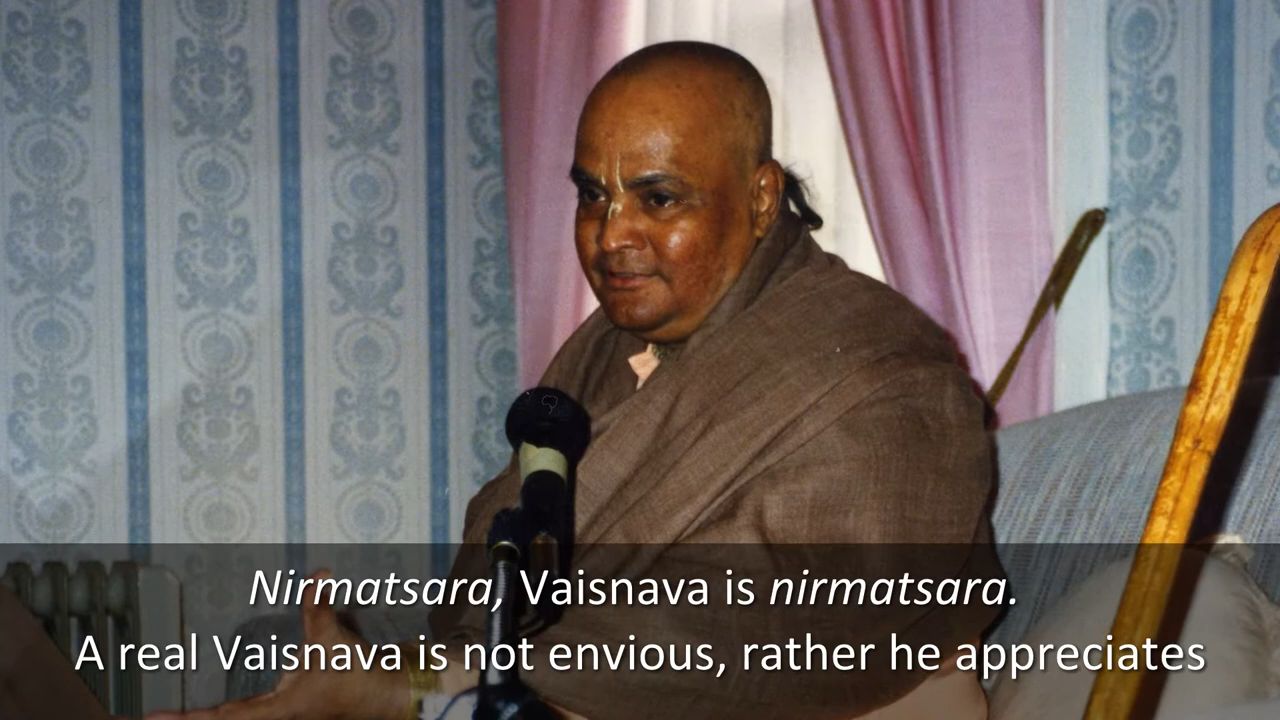 Nirmatsara, Vaisnava is nirmatsara.
A real Vaisnava is not envious, rather he appreciates